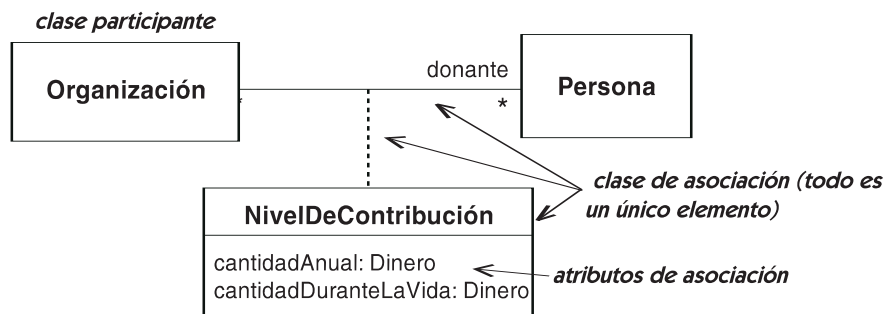 clase participante
Organización
donante
Persona
*
*
clase de asociación (todo es
un único elemento)
NivelDeContribución
cantidadAnual: Dinero
cantidadDuranteLaVida: Dinero
atributos de asociación